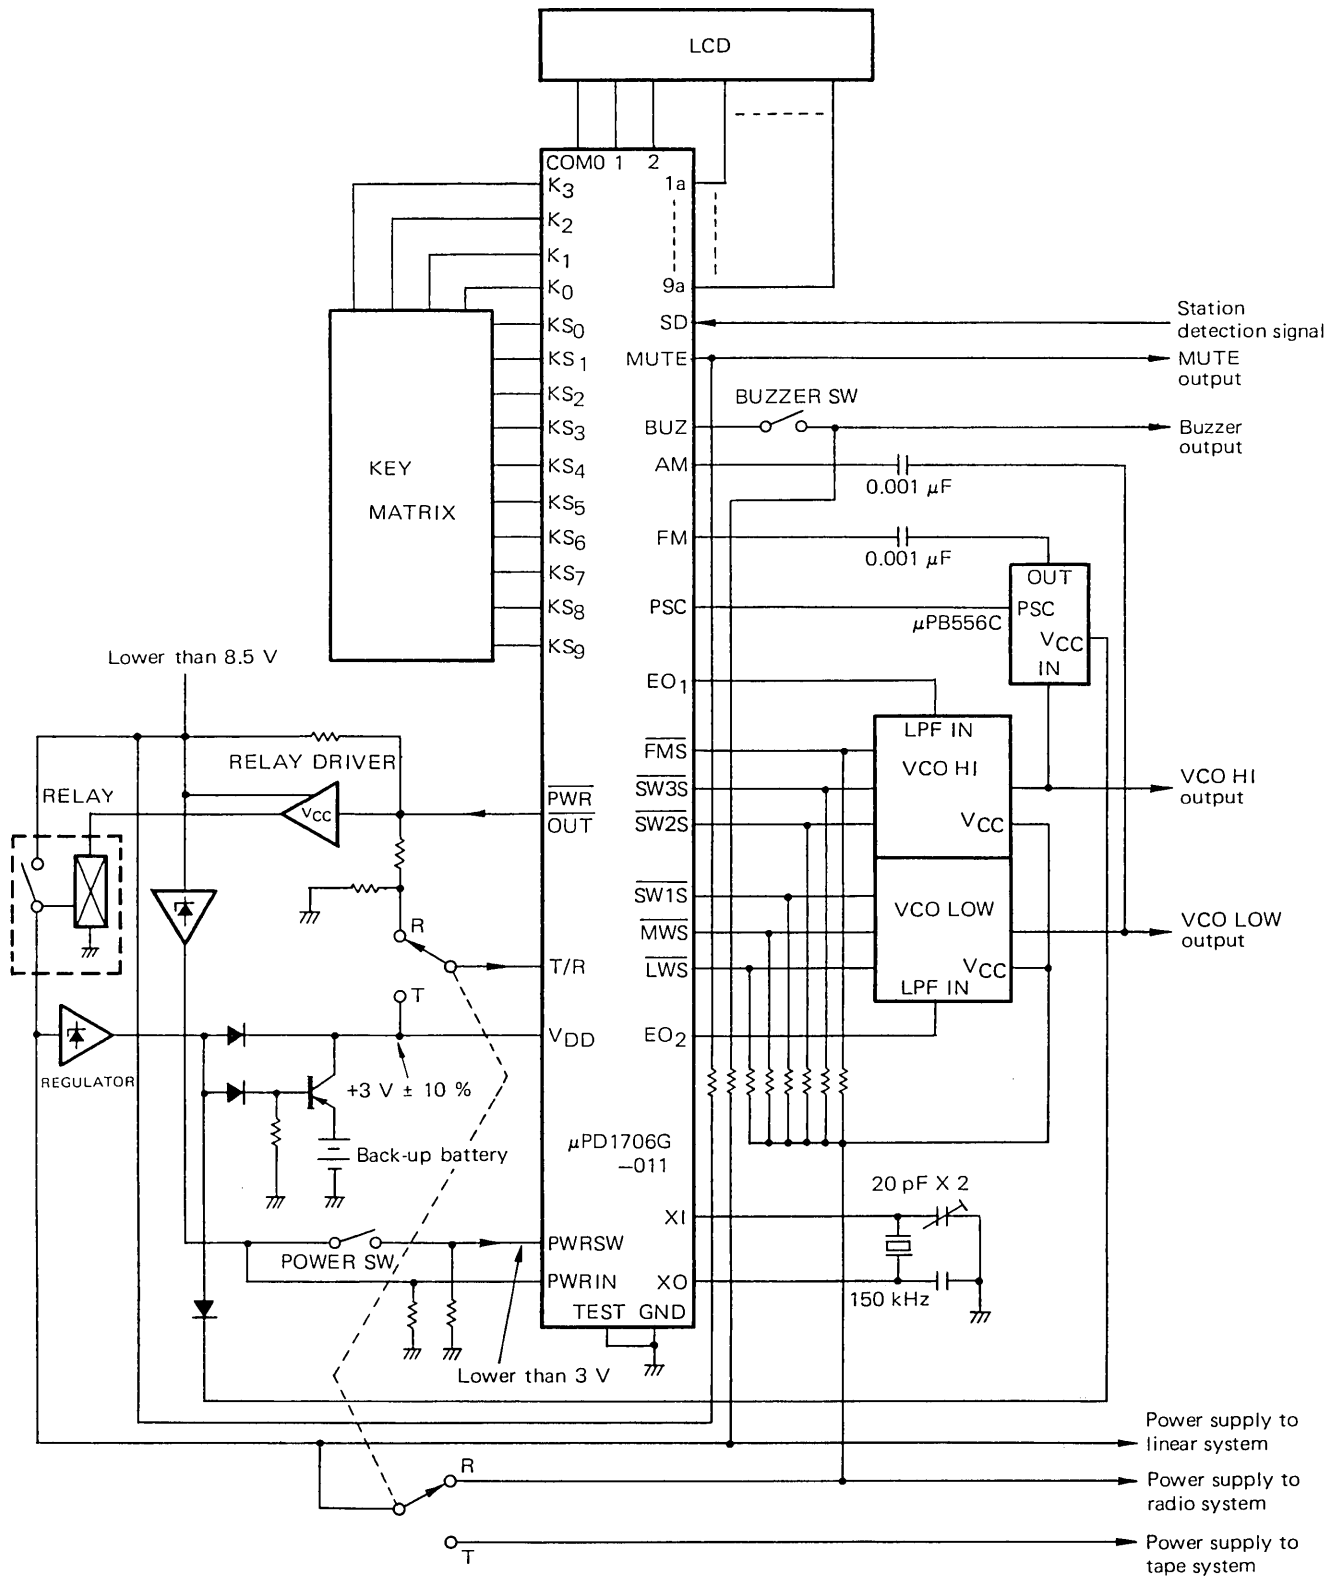 LCD
COM0 1 2
K3
K2
K1
K0
KS0
KS1
KS2
KS3
KS4
KS5
KS6
KS7
KS8
KS9
KEY
MATRIX
1a
9a
SD
MUTE
BUZ
AM
FM
PSC
EO1
FMS
SW3S
SW2S
SW1S
MWS
LWS
EO2
Station
detection signal
MUTE
output
BUZZER SW
Buzzer
output
0.001 μF
0.001 μF
OUT
PSC
μPB556C
VCC
IN
LPF IN
VCO HI
VCC
VCO HI
output
VCO LOW
VCC
LPF IN
VCO LOW
output
Lower than 8.5 V
RELAY DRIVER
RELAY
VCC
PWR
OUT
R
T/R
T
VDD
REGULATOR
+3 V ± 10 %
Back-up battery
μPD1706G
-011
20 pF X 2
XI
XO
150 kHz
POWER SW
PWRSW
PWRIN
TEST GND
Lower than 3 V
Power supply to
linear system
R
Power supply to
radio system
T
Power supply to
tape system